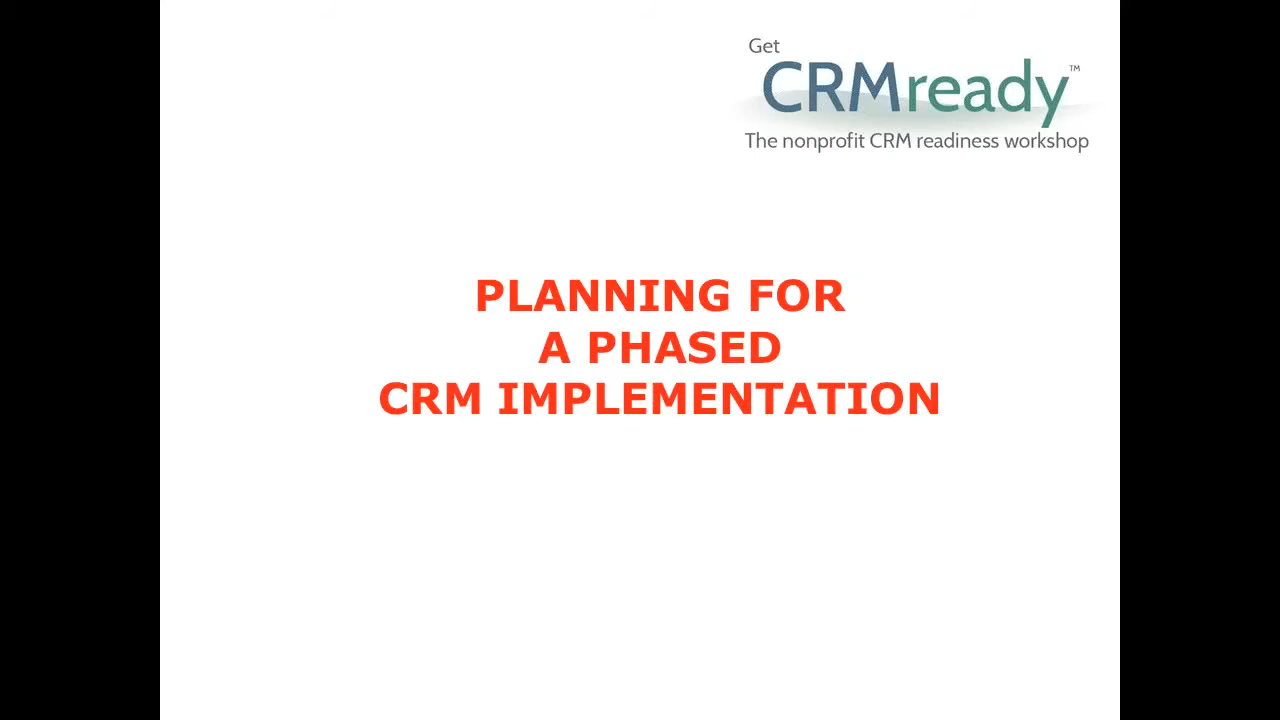 Get
CRMready™
The nonprofit CRM readiness workshop
PLANNING FOR
A PHASED
CRM IMPLEMENTATION